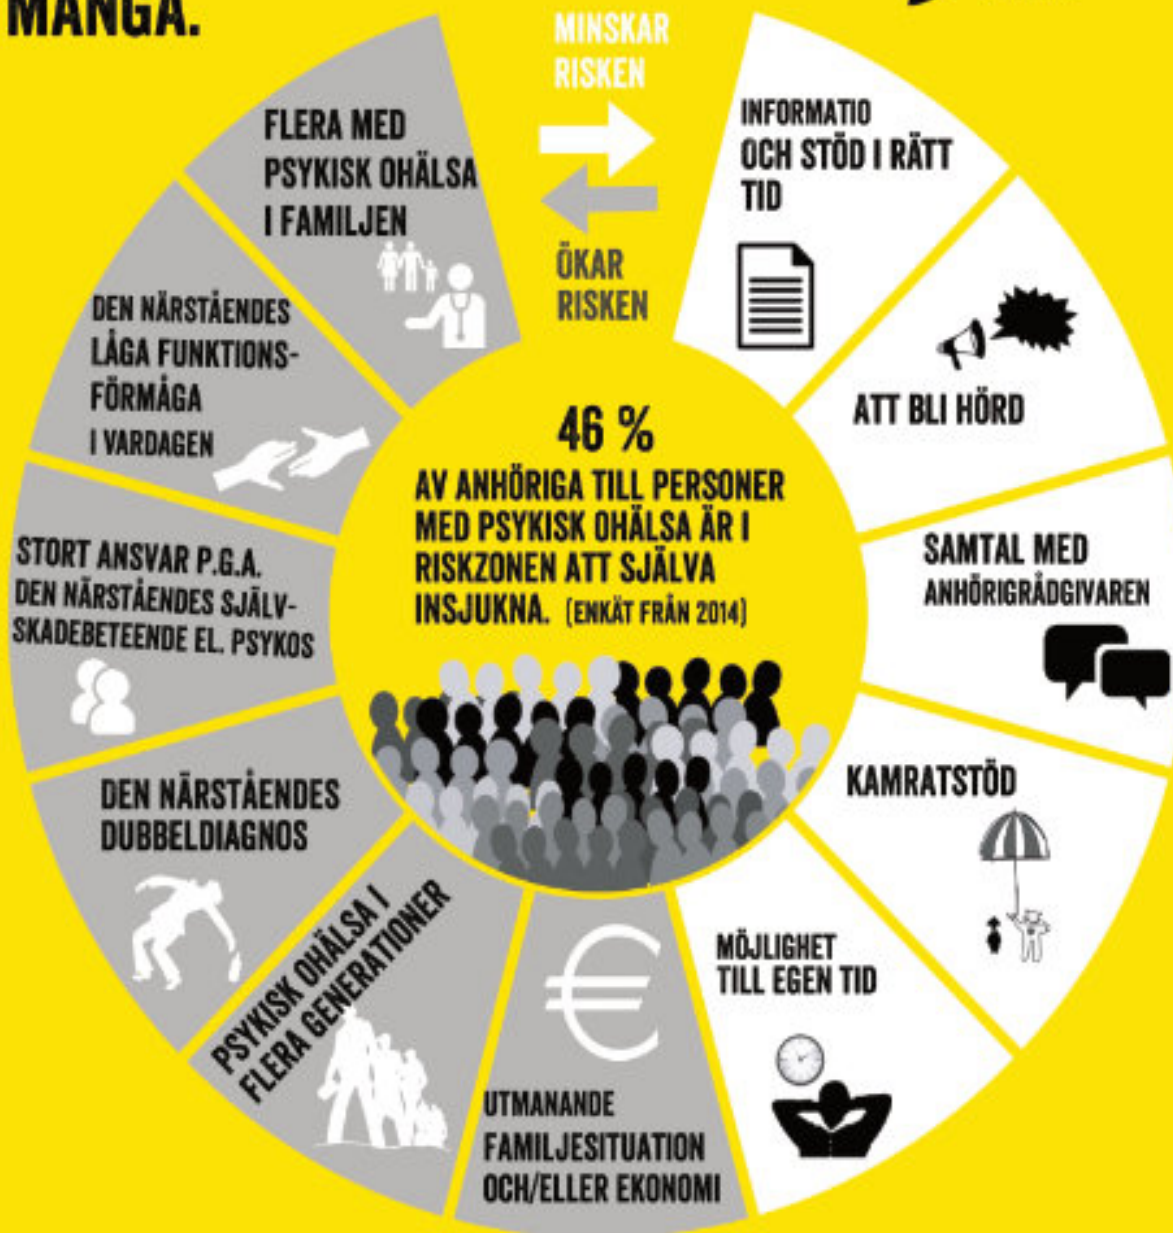 MÅNGA.
MINSKAR
RISKEN
ÖKAR
RISKEN
INFORMATIO
OCH STÖD I RÄTT
TID
ATT BLI HÖRD
SAMTAL MED
ANHÖRIGRÅDGIVAREN
KAMRATSTÖD
MÖJLIGHET
TILL EGEN TID
UTMANANDE
FAMILJESITUATION
OCH/ELLER EKONOMI
PSYKISK OHÄLSA I
FLERA GENERATIONER
DEN NÄRSTÅENDES
DUBBELDIAGNOS
STORT ANSVAR P.G.A.
DEN NÄRSTÅENDES SJÄLV-
SKADEBETEENDE EL. PSYKOS
DEN NÄRSTÅENDES
LÅGA FUNKTIONS-
FÖRMÅGA
I VARDAGEN
FLERA MED
PSYKISK OHÄLSA
I FAMILJEN
46 %
AV ANHÖRIGA TILL PERSONER
MED PSYKISK OHÄLSA ÄR I
RISKZONEN ATT SJÄLVA
INSJUKNA. (ENKÄT FRÅN 2014)